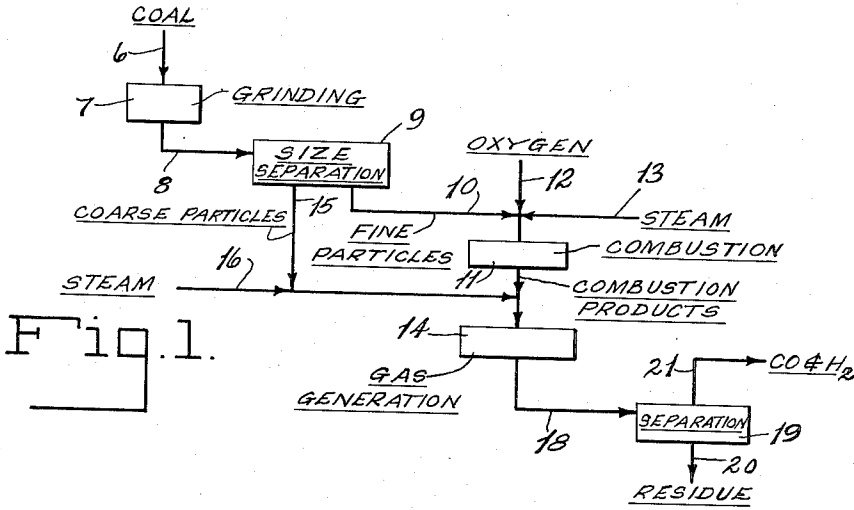 COAL
6
7
GRINDING
8
9
SIZE
SEPARATION
OXYGEN
12
13
STEAM
10
15
COARSE PARTICLES
FINE
PARTICLES
COMBUSTION
11
COMBUSTION
PRODUCTS
STEAM
16
14
GAS
GENERATION
18
21
CO & H2
SEPARATION
19
20
RESIDUE
Fig. 1.